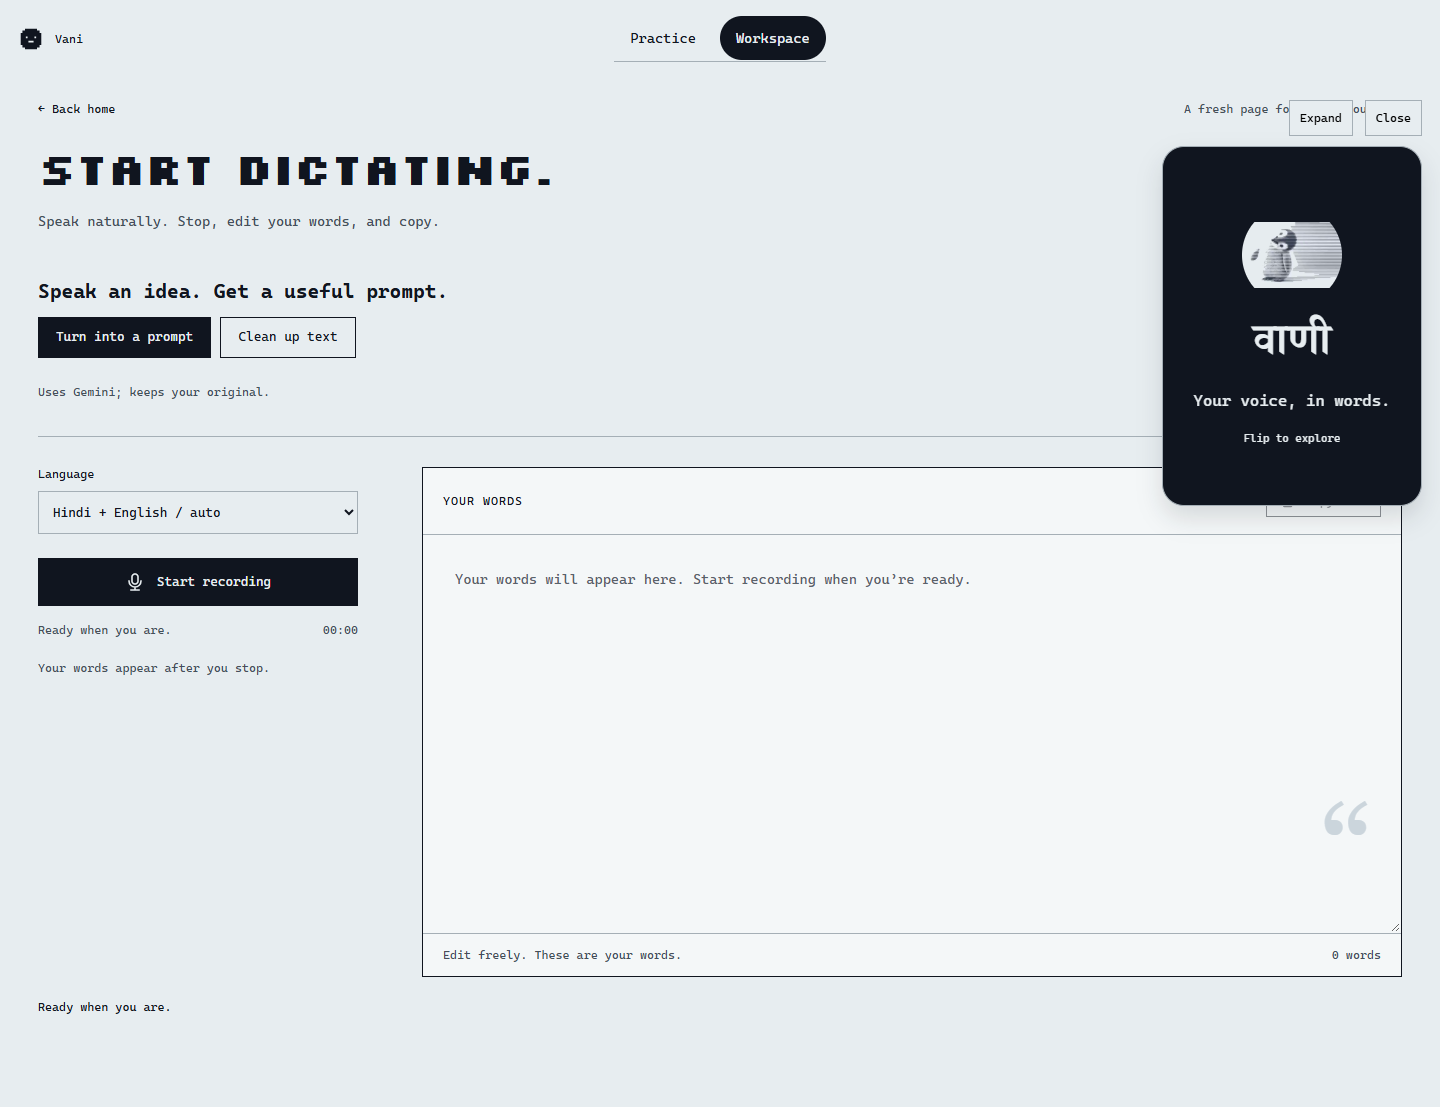 Vani
Practice
Workspace
← Back home
A fresh page fo
Expand
Close
START DICTATING.
Speak naturally. Stop, edit your words, and copy.
Speak an idea. Get a useful prompt.
Turn into a prompt
Clean up text
Uses Gemini; keeps your original.
वाणी
Your voice, in words.
Flip to explore
Language
Hindi + English / auto
Start recording
Ready when you are.
00:00
Your words appear after you stop.
YOUR WORDS
Your words will appear here. Start recording when you’re ready.
“
Edit freely. These are your words.
0 words
Ready when you are.